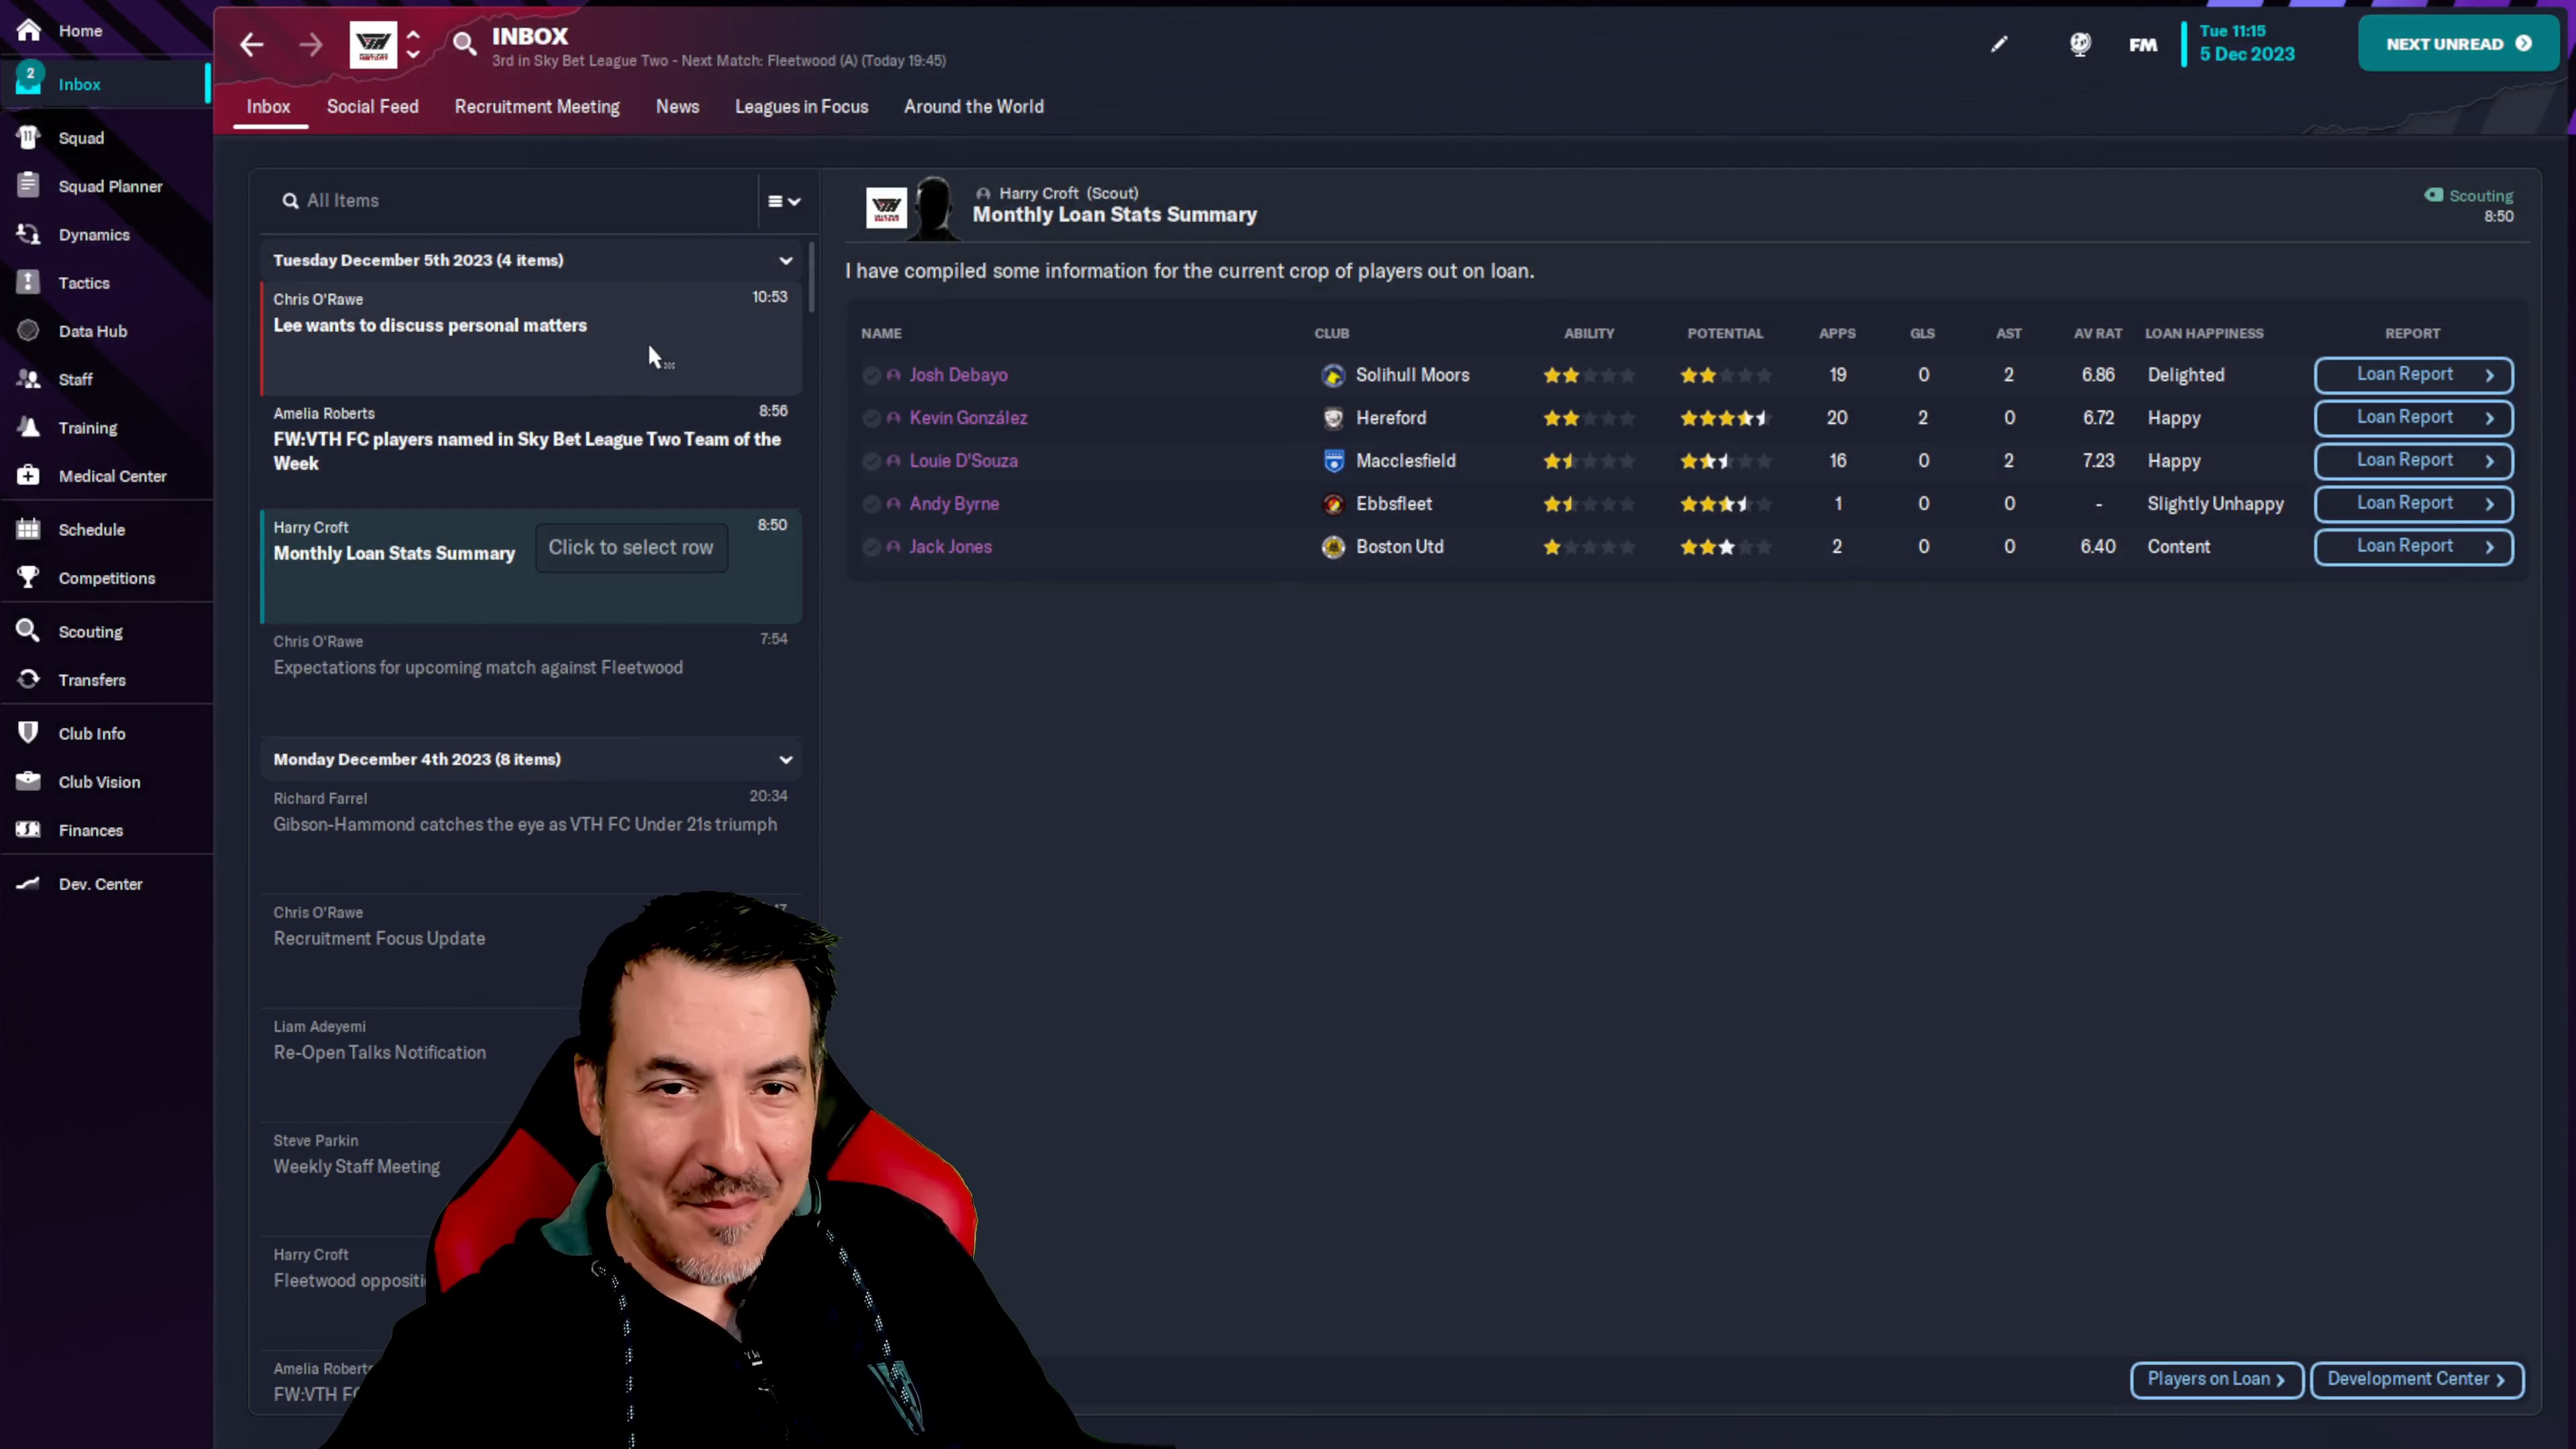 Home
2
Inbox
Squad
Squad Planner
Dynamics
Tactics
Data Hub
Staff
Training
Medical Center
Schedule
Competitions
Scouting
Transfers
Club Info
Club Vision
Finances
Dev. Center
INBOX
3rd in Sky Bet League Two - Next Match: Fleetwood (A) (Today 19:45)
FM
Tue 11:15
5 Dec 2023
NEXT UNREAD
Inbox Social Feed Recruitment Meeting News Leagues in Focus Around the World
All Items
Tuesday December 5th 2023 (4 items)
Chris O'Rawe 10:53
Lee wants to discuss personal matters
Amelia Roberts 8:56
FW:VTH FC players named in Sky Bet League Two Team of the
Week
Harry Croft 8:50
Monthly Loan Stats Summary
Click to select row
Chris O'Rawe 7:54
Expectations for upcoming match against Fleetwood
Monday December 4th 2023 (8 items)
Richard Farrel 20:34
Gibson-Hammond catches the eye as VTH FC Under 21s triumph
Chris O'Rawe
Recruitment Focus Update
Liam Adeyemi
Re-Open Talks Notification
Steve Parkin
Weekly Staff Meeting
Harry Croft
Fleetwood oppositi
Amelia Roberts
FW:VTH FC
Harry Croft (Scout)
Monthly Loan Stats Summary
Scouting
8:50
I have compiled some information for the current crop of players out on loan.
NAME CLUB ABILITY POTENTIAL APPS GLS AST AV RAT LOAN HAPPINESS REPORT
Josh Debayo Solihull Moors 19 0 2 6.86 Delighted Loan Report
Kevin González Hereford 20 2 0 6.72 Happy Loan Report
Louie D'Souza Macclesfield 16 0 2 7.23 Happy Loan Report
Andy Byrne Ebbsfleet 1 0 0 - Slightly Unhappy Loan Report
Jack Jones Boston Utd 2 0 0 6.40 Content Loan Report
Players on Loan Development Center